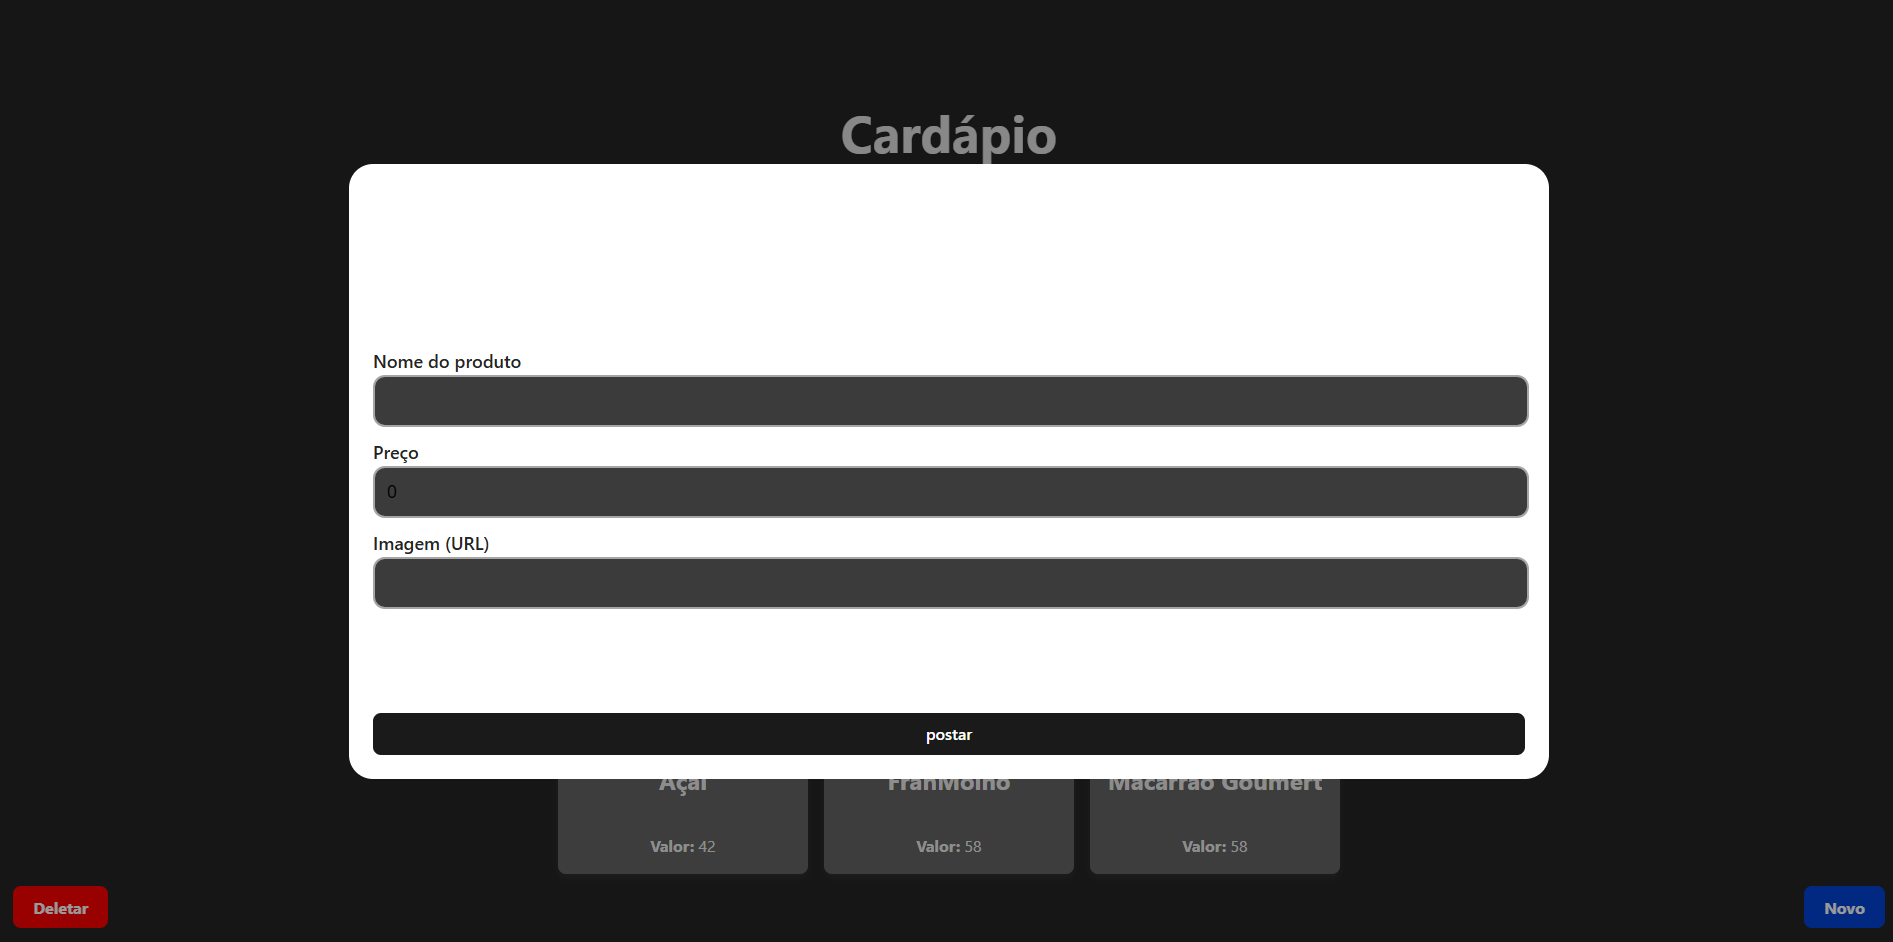 Cardápio
Nome do produto
Preço
0
Imagem (URL)
postar
Açaí FranMolho Macarrão Goumert
Valor: 42 Valor: 58 Valor: 58
Deletar Novo